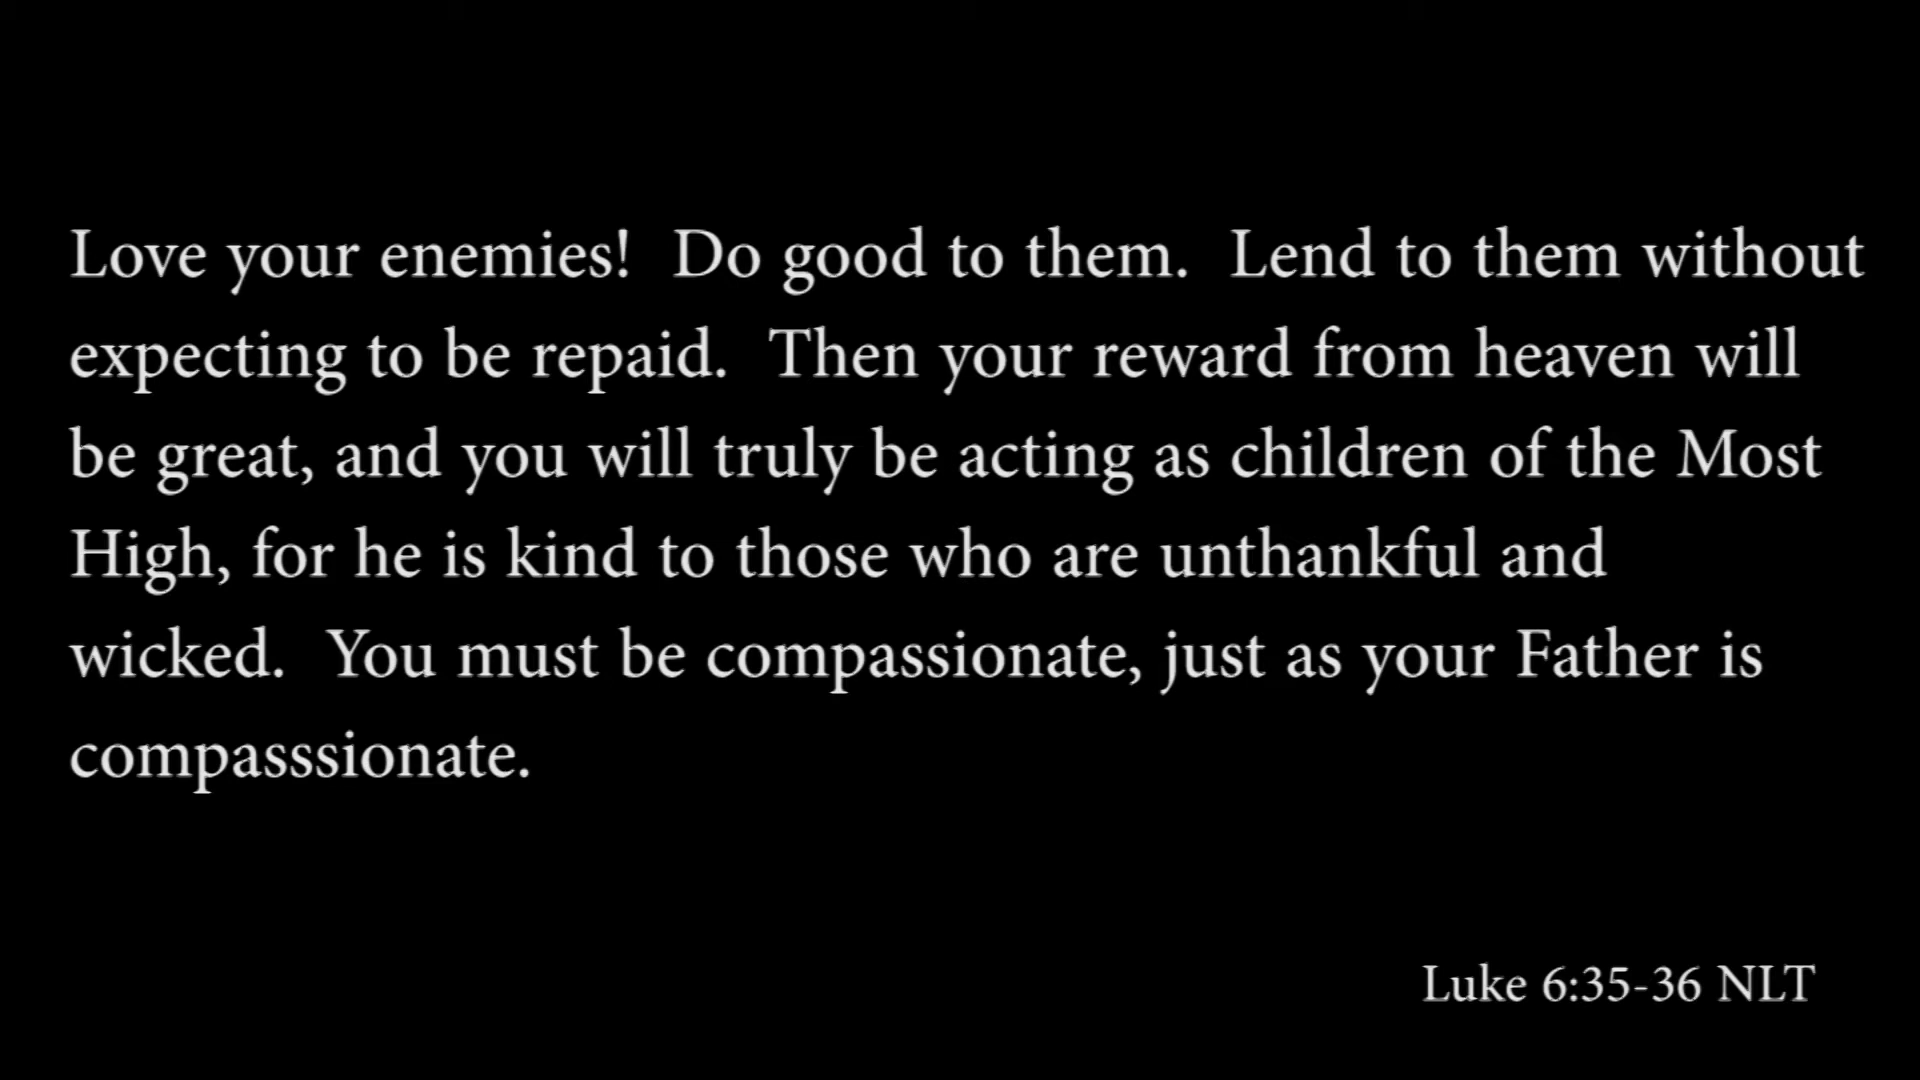 Love your enemies!  Do good to them.  Lend to them without
expecting to be repaid.  Then your reward from heaven will
be great, and you will truly be acting as children of the Most
High, for he is kind to those who are unthankful and
wicked.  You must be compassionate, just as your Father is
compasssionate.
Luke 6:35-36 NLT